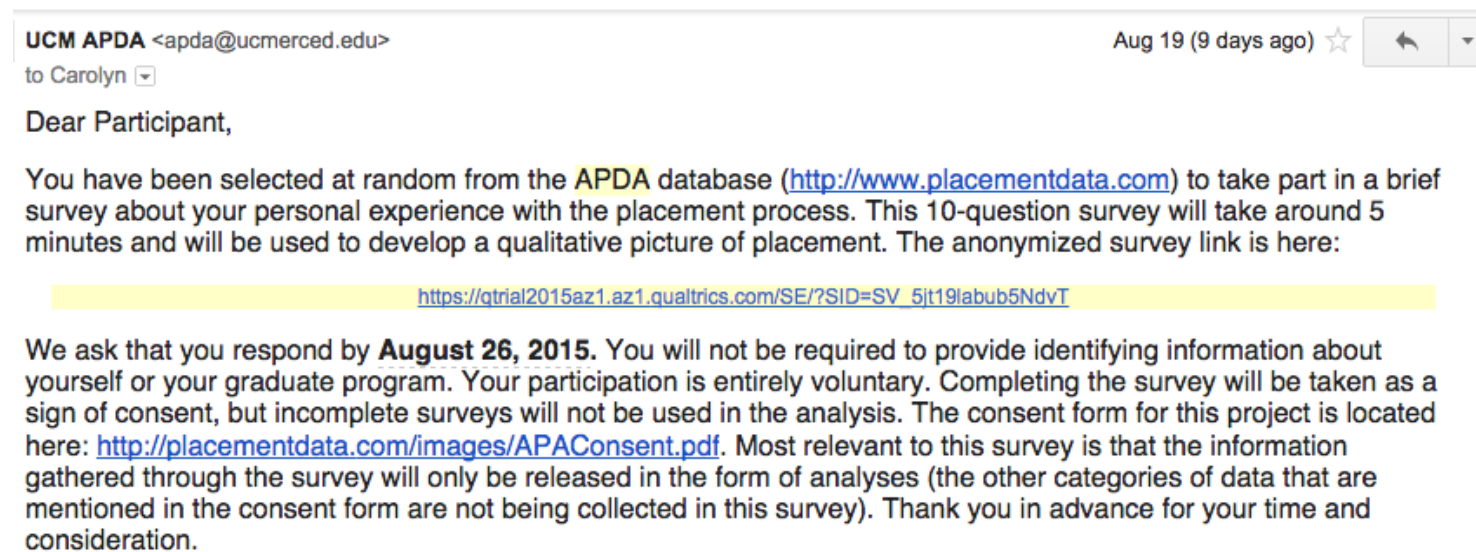 UCM APDA <apda@ucmerced.edu>
Aug 19 (9 days ago)
to Carolyn
Dear Participant,
You have been selected at random from the APDA database (http://www.placementdata.com) to take part in a brief
survey about your personal experience with the placement process. This 10-question survey will take around 5
minutes and will be used to develop a qualitative picture of placement. The anonymized survey link is here:
https://qtrial2015az1.az1.qualtrics.com/SE/?SID=SV_5jt19labub5NdvT
We ask that you respond by August 26, 2015. You will not be required to provide identifying information about
yourself or your graduate program. Your participation is entirely voluntary. Completing the survey will be taken as a
sign of consent, but incomplete surveys will not be used in the analysis. The consent form for this project is located
here: http://placementdata.com/images/APAConsent.pdf. Most relevant to this survey is that the information
gathered through the survey will only be released in the form of analyses (the other categories of data that are
mentioned in the consent form are not being collected in this survey). Thank you in advance for your time and
consideration.